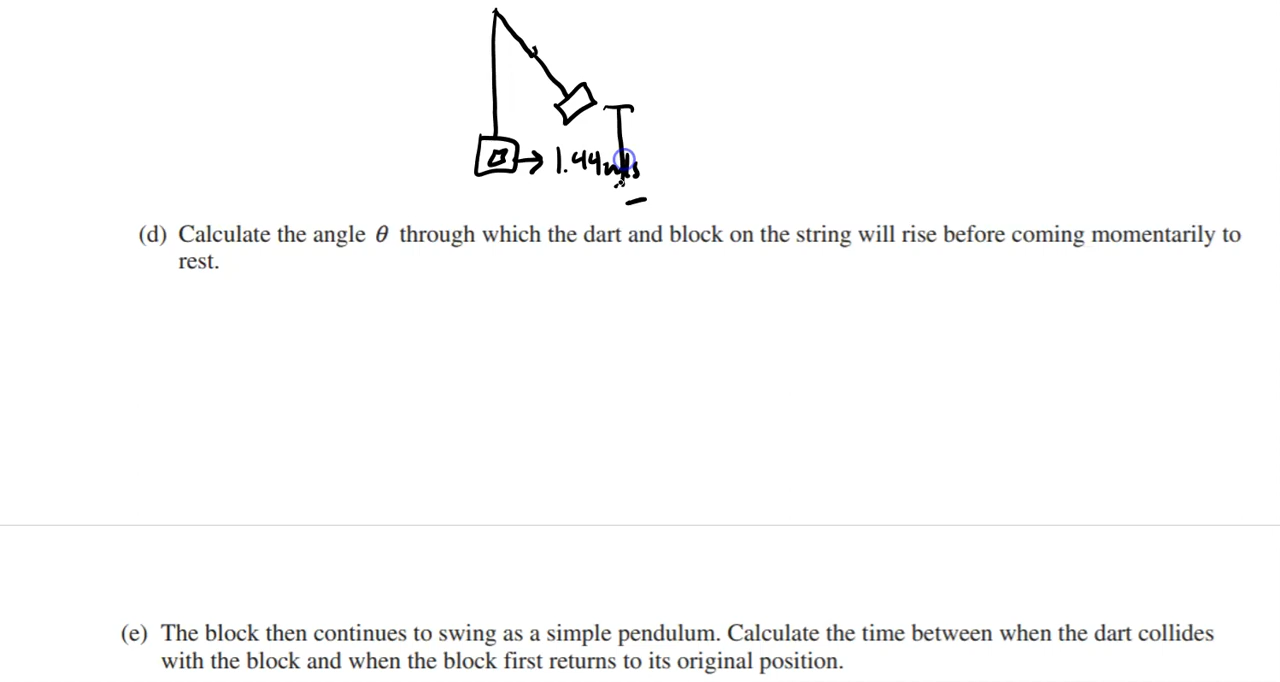 1.44m/s
(d) Calculate the angle θ through which the dart and block on the string will rise before coming momentarily to
rest.
(e) The block then continues to swing as a simple pendulum. Calculate the time between when the dart collides
with the block and when the block first returns to its original position.